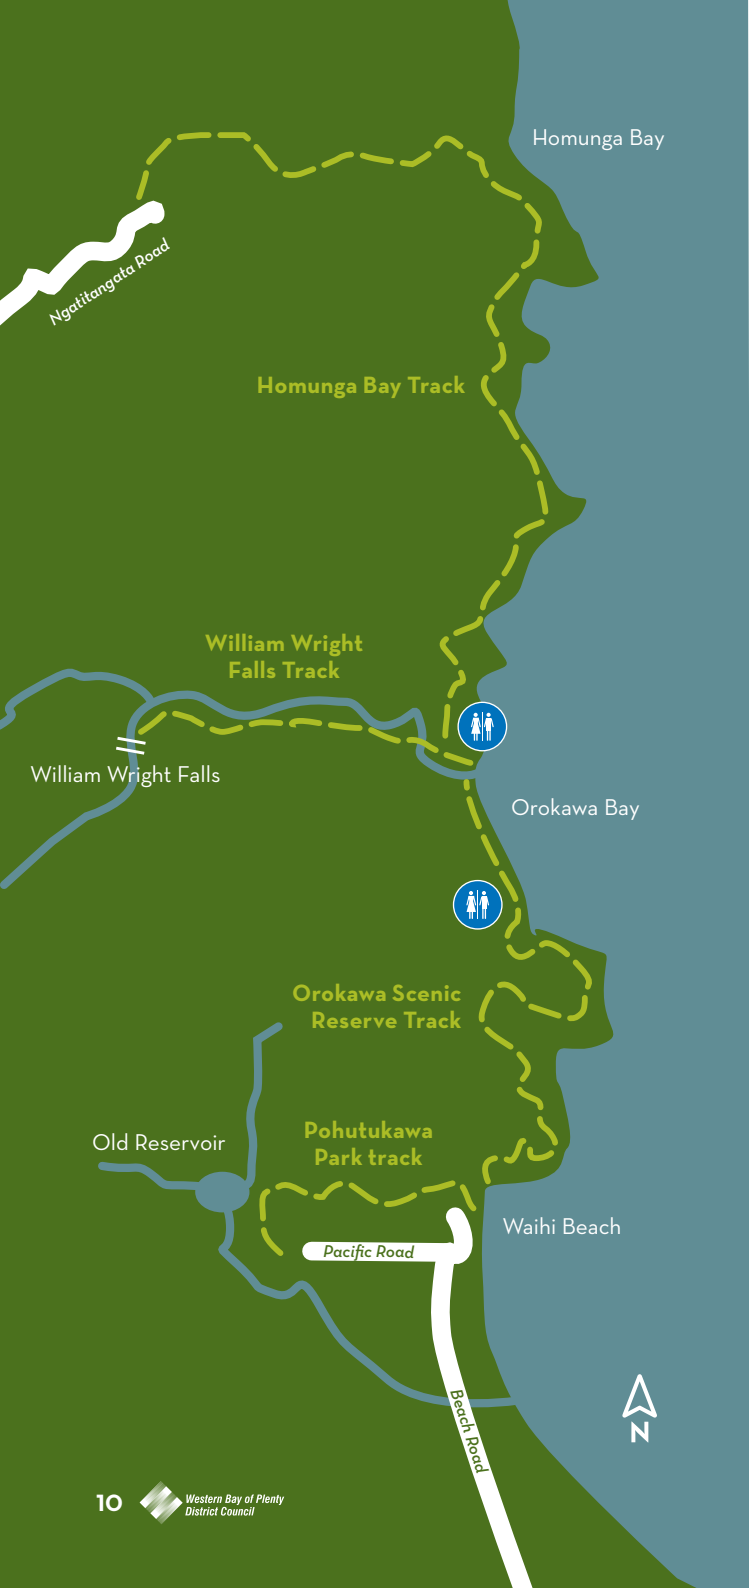 Homunga Bay
Ngatitangata Road
Homunga Bay Track
William Wright
Falls Track
William Wright Falls
Orokawa Bay
Orokawa Scenic
Reserve Track
Pohutukawa
Park track
Old Reservoir
Waihi Beach
Pacific Road
Beach Road
N
10
Western Bay of Plenty
District Council